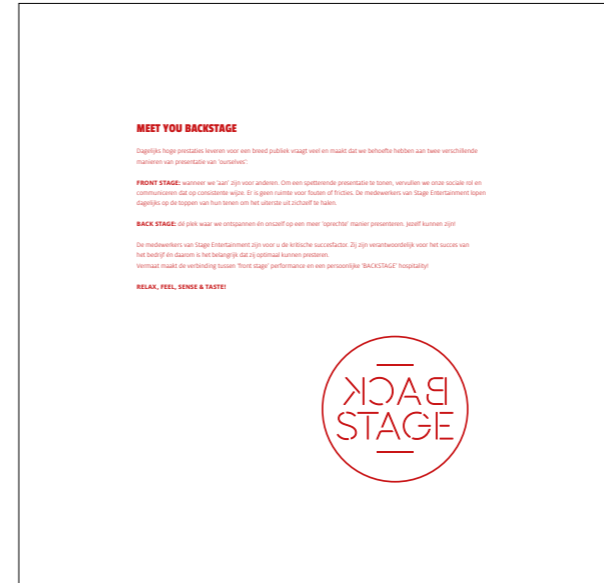 MEET YOU BACKSTAGE
Dagelijks hoge prestaties leveren voor een breed publiek vraagt veel en maakt dat we behoefte hebben aan twee verschillende
manieren van presentatie van 'ourselves':
FRONT STAGE: wanneer we 'aan' zijn voor anderen. Om een spetterende presentatie te tonen, vervullen we onze sociale rol en
communiceren dat op consistente wijze. Er is geen ruimte voor fouten of fricties. De medewerkers van Stage Entertainment lopen
dagelijks op de toppen van hun tenen om het uiterste uit zichzelf te halen.
BACK STAGE: dé plek waar we ontspannen én onszelf op een meer 'oprechte' manier presenteren. Jezelf kunnen zijn!
De medewerkers van Stage Entertainment zijn voor u de kritische succesfactor. Zij zijn verantwoordelijk voor het succes van
het bedrijf én daarom is het belangrijk dat zij optimaal kunnen presteren.
Vermaat maakt de verbinding tussen 'front stage' performance en een persoonlijke 'BACKSTAGE' hospitality!
RELAX, FEEL, SENSE & TASTE!
BACK
STAGE